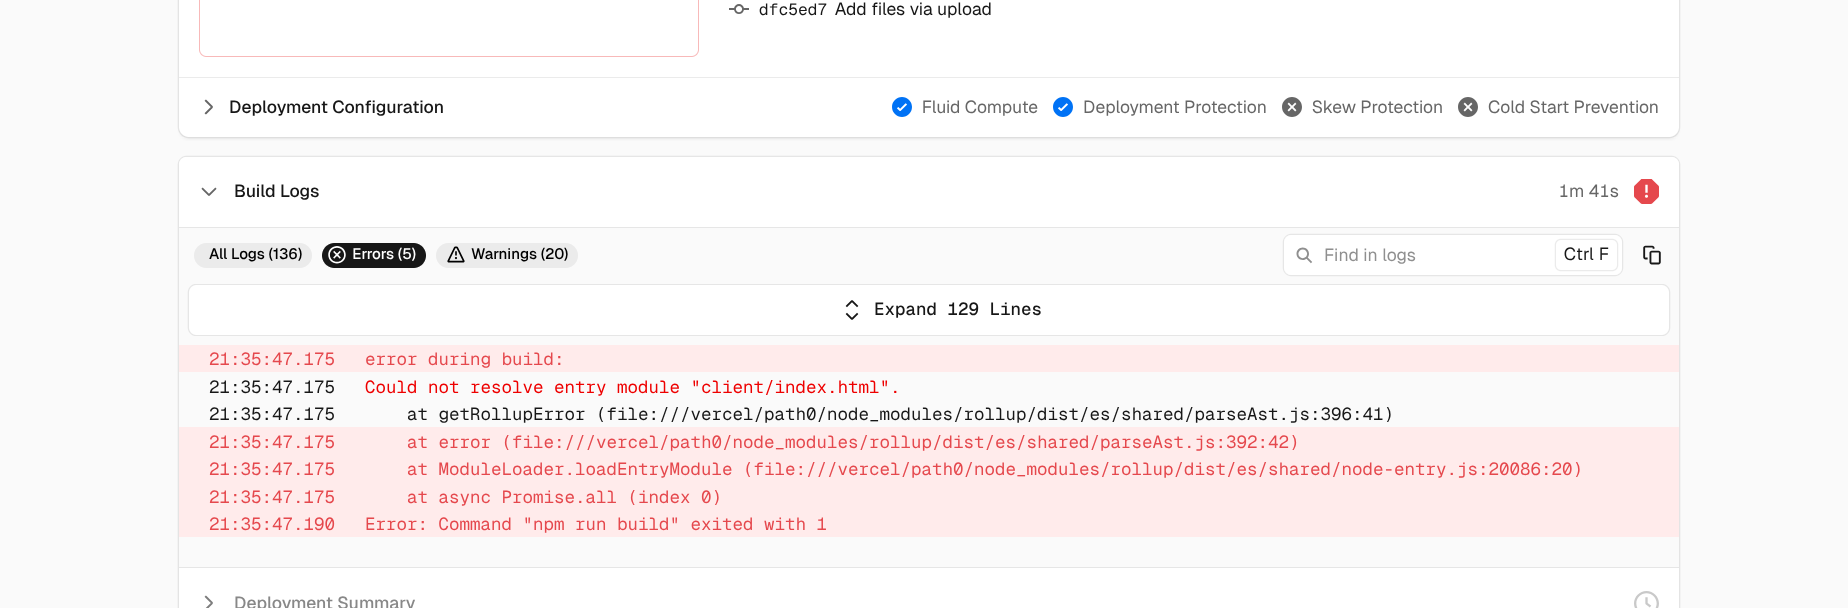 dfc5ed7 Add files via upload
Deployment Configuration
Fluid Compute Deployment Protection Skew Protection Cold Start Prevention
Build Logs
1m 41s
All Logs (136) Errors (5) Warnings (20)
Find in logs Ctrl F
Expand 129 Lines
21:35:47.175 error during build:
21:35:47.175 Could not resolve entry module "client/index.html".
21:35:47.175 at getRollupError (file:///vercel/path0/node_modules/rollup/dist/es/shared/parseAst.js:396:41)
21:35:47.175 at error (file:///vercel/path0/node_modules/rollup/dist/es/shared/parseAst.js:392:42)
21:35:47.175 at ModuleLoader.loadEntryModule (file:///vercel/path0/node_modules/rollup/dist/es/shared/node-entry.js:20086:20)
21:35:47.175 at async Promise.all (index 0)
21:35:47.190 Error: Command "npm run build" exited with 1
Deployment Summary